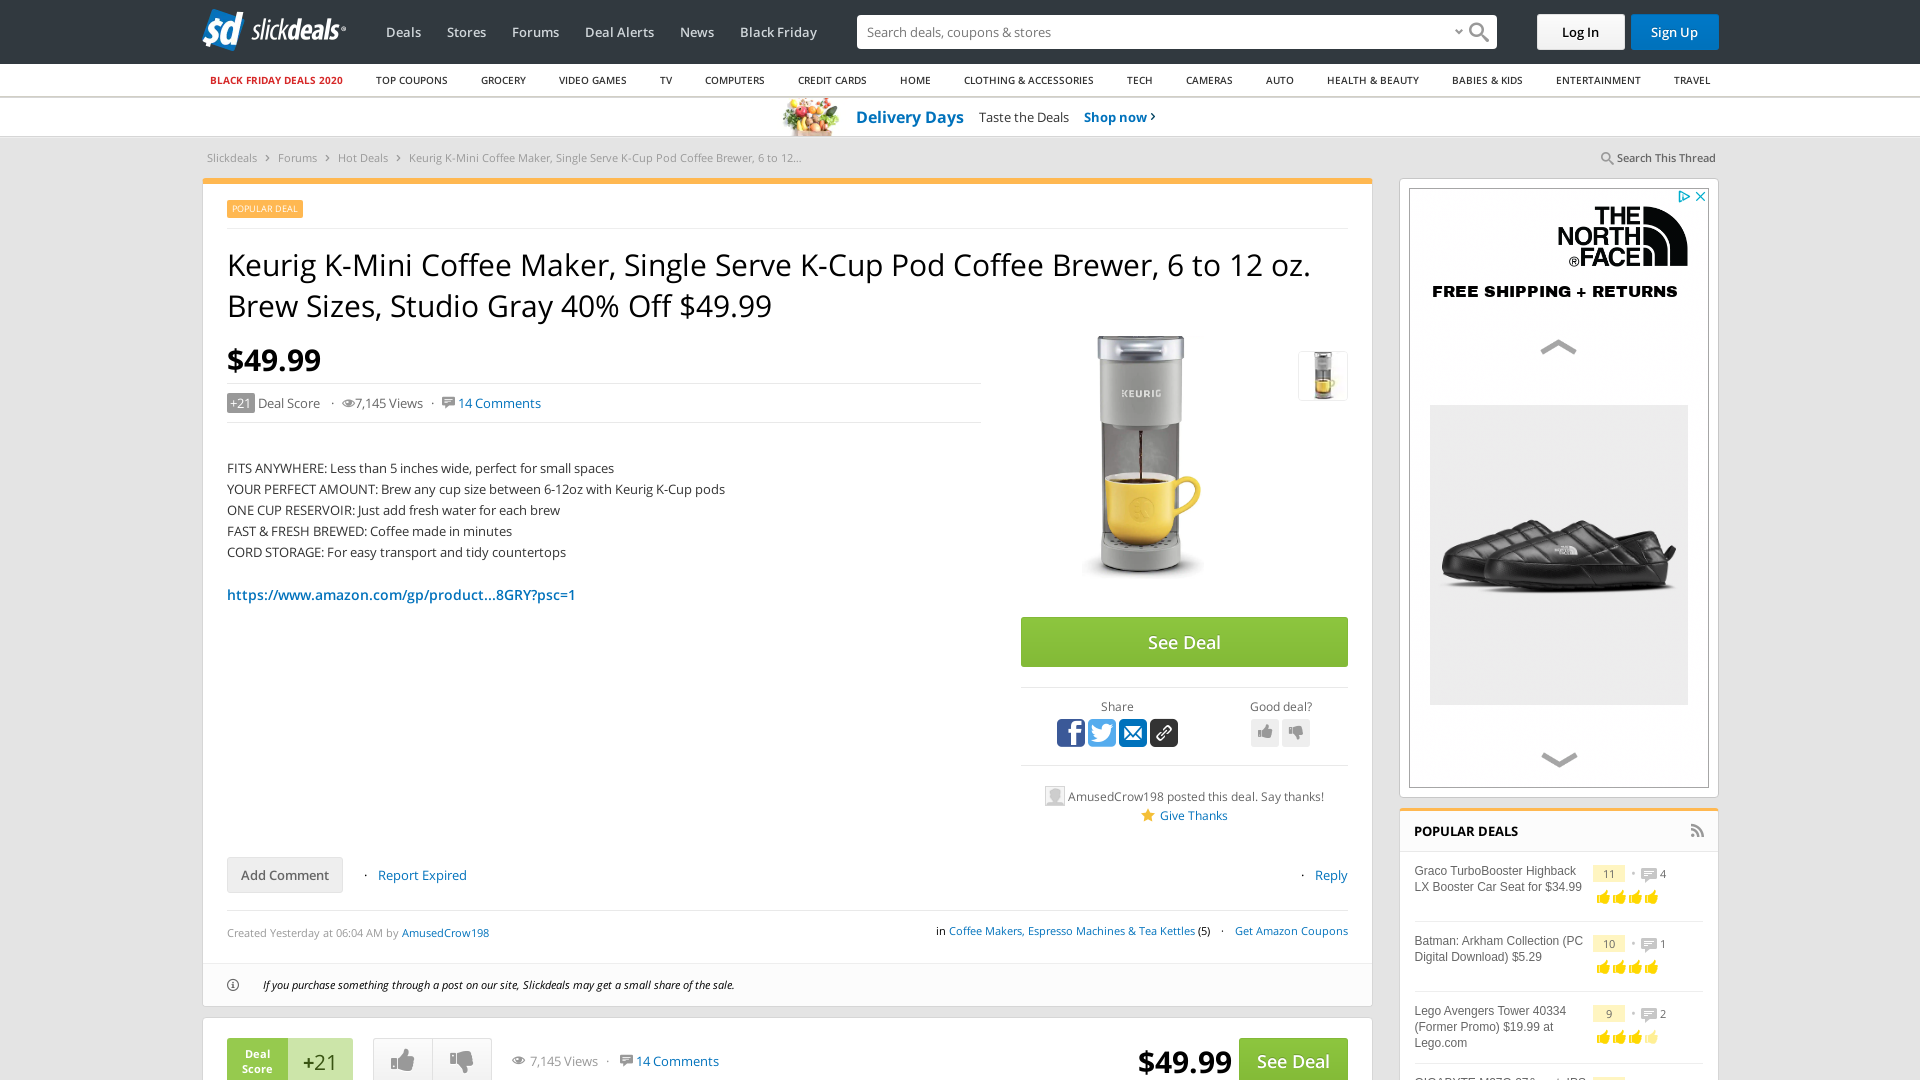 sd slickdeals
Deals Stores Forums Deal Alerts News Black Friday
Search deals, coupons & stores
Log In Sign Up
BLACK FRIDAY DEALS 2020 TOP COUPONS GROCERY VIDEO GAMES TV COMPUTERS CREDIT CARDS HOME CLOTHING & ACCESSORIES TECH CAMERAS AUTO HEALTH & BEAUTY BABIES & KIDS ENTERTAINMENT TRAVEL
Delivery Days Taste the Deals Shop now
Slickdeals Forums Hot Deals Keurig K-Mini Coffee Maker, Single Serve K-Cup Pod Coffee Brewer, 6 to 12...
Search This Thread
POPULAR DEAL
Keurig K-Mini Coffee Maker, Single Serve K-Cup Pod Coffee Brewer, 6 to 12 oz.
Brew Sizes, Studio Gray 40% Off $49.99
$49.99
+21 Deal Score · 7,145 Views · 14 Comments
FITS ANYWHERE: Less than 5 inches wide, perfect for small spaces
YOUR PERFECT AMOUNT: Brew any cup size between 6-12oz with Keurig K-Cup pods
ONE CUP RESERVOIR: Just add fresh water for each brew
FAST & FRESH BREWED: Coffee made in minutes
CORD STORAGE: For easy transport and tidy countertops
https://www.amazon.com/gp/product...8GRY?psc=1
KEURIG
See Deal
Share
Good deal?
AmusedCrow198 posted this deal. Say thanks!
Give Thanks
Add Comment · Report Expired
· Reply
Created Yesterday at 06:04 AM by AmusedCrow198
in Coffee Makers, Espresso Machines & Tea Kettles (5) · Get Amazon Coupons
If you purchase something through a post on our site, Slickdeals may get a small share of the sale.
Deal
Score
+21
7,145 Views · 14 Comments
$49.99
See Deal
THE
NORTH
®FACE
FREE SHIPPING + RETURNS
POPULAR DEALS
Graco TurboBooster Highback
LX Booster Car Seat for $34.99
11 • 4
Batman: Arkham Collection (PC
Digital Download) $5.29
10 • 1
Lego Avengers Tower 40334
(Former Promo) $19.99 at
Lego.com
9 • 2